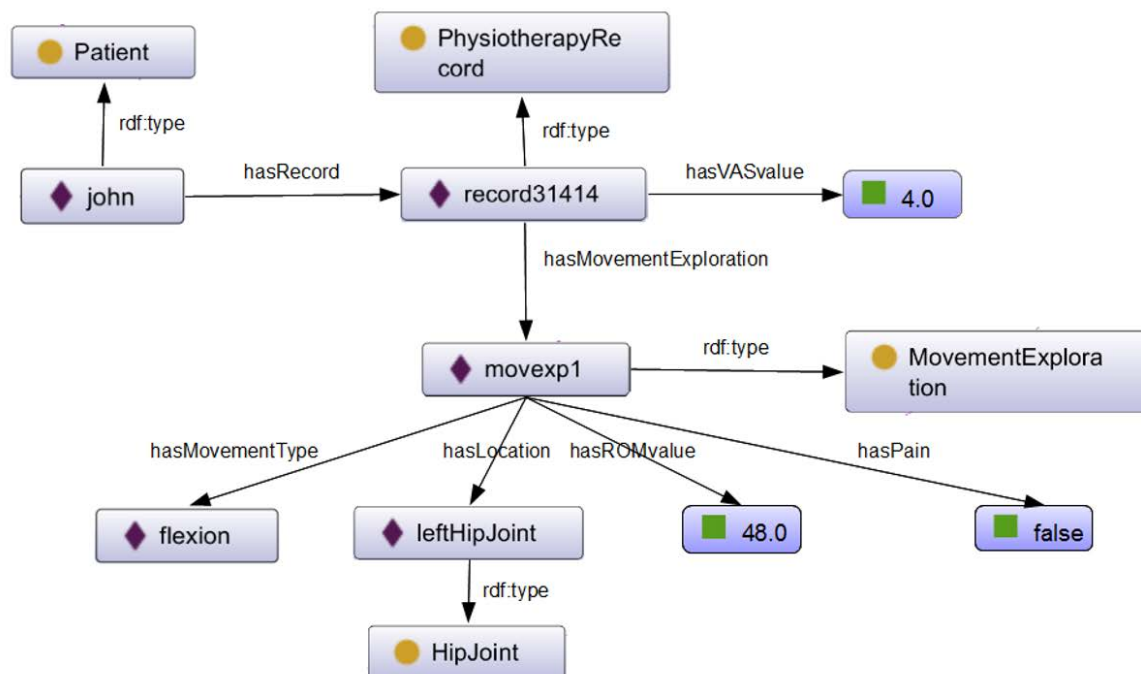 Patient
PhysiotherapyRe
cord
rdf:type
rdf:type
hasRecord
hasVASvalue
john
record31414
4.0
hasMovementExploration
rdf:type
movexp1
MovementExplora
tion
hasMovementType
hasLocation
hasROMvalue
hasPain
flexion
leftHipJoint
48.0
false
rdf:type
HipJoint